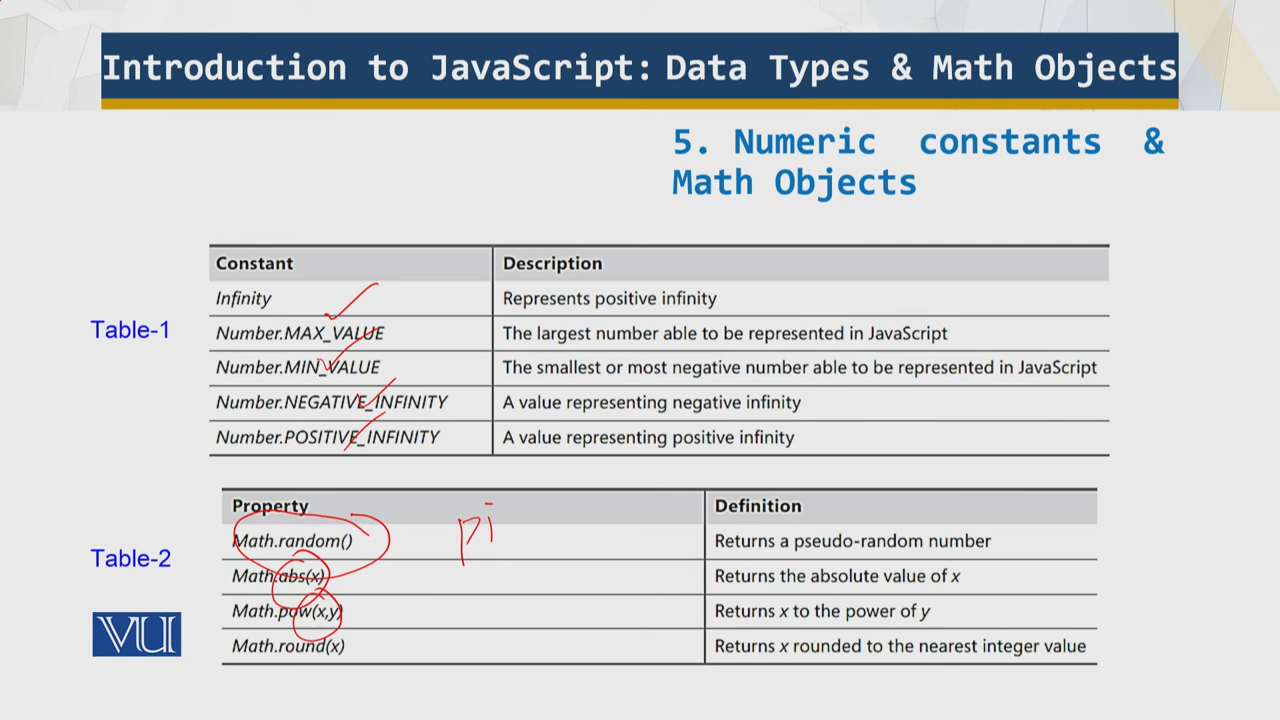 Introduction to JavaScript: Data Types & Math Objects
5. Numeric constants &
Math Objects
Table-1
Constant Description
Infinity Represents positive infinity
Number.MAX_VALUE The largest number able to be represented in JavaScript
Number.MIN_VALUE The smallest or most negative number able to be represented in JavaScript
Number.NEGATIVE_INFINITY A value representing negative infinity
Number.POSITIVE_INFINITY A value representing positive infinity
Table-2
Property Definition
pi
Math.random() Returns a pseudo-random number
Math.abs(x) Returns the absolute value of x
Math.pow(x,y) Returns x to the power of y
Math.round(x) Returns x rounded to the nearest integer value
VU